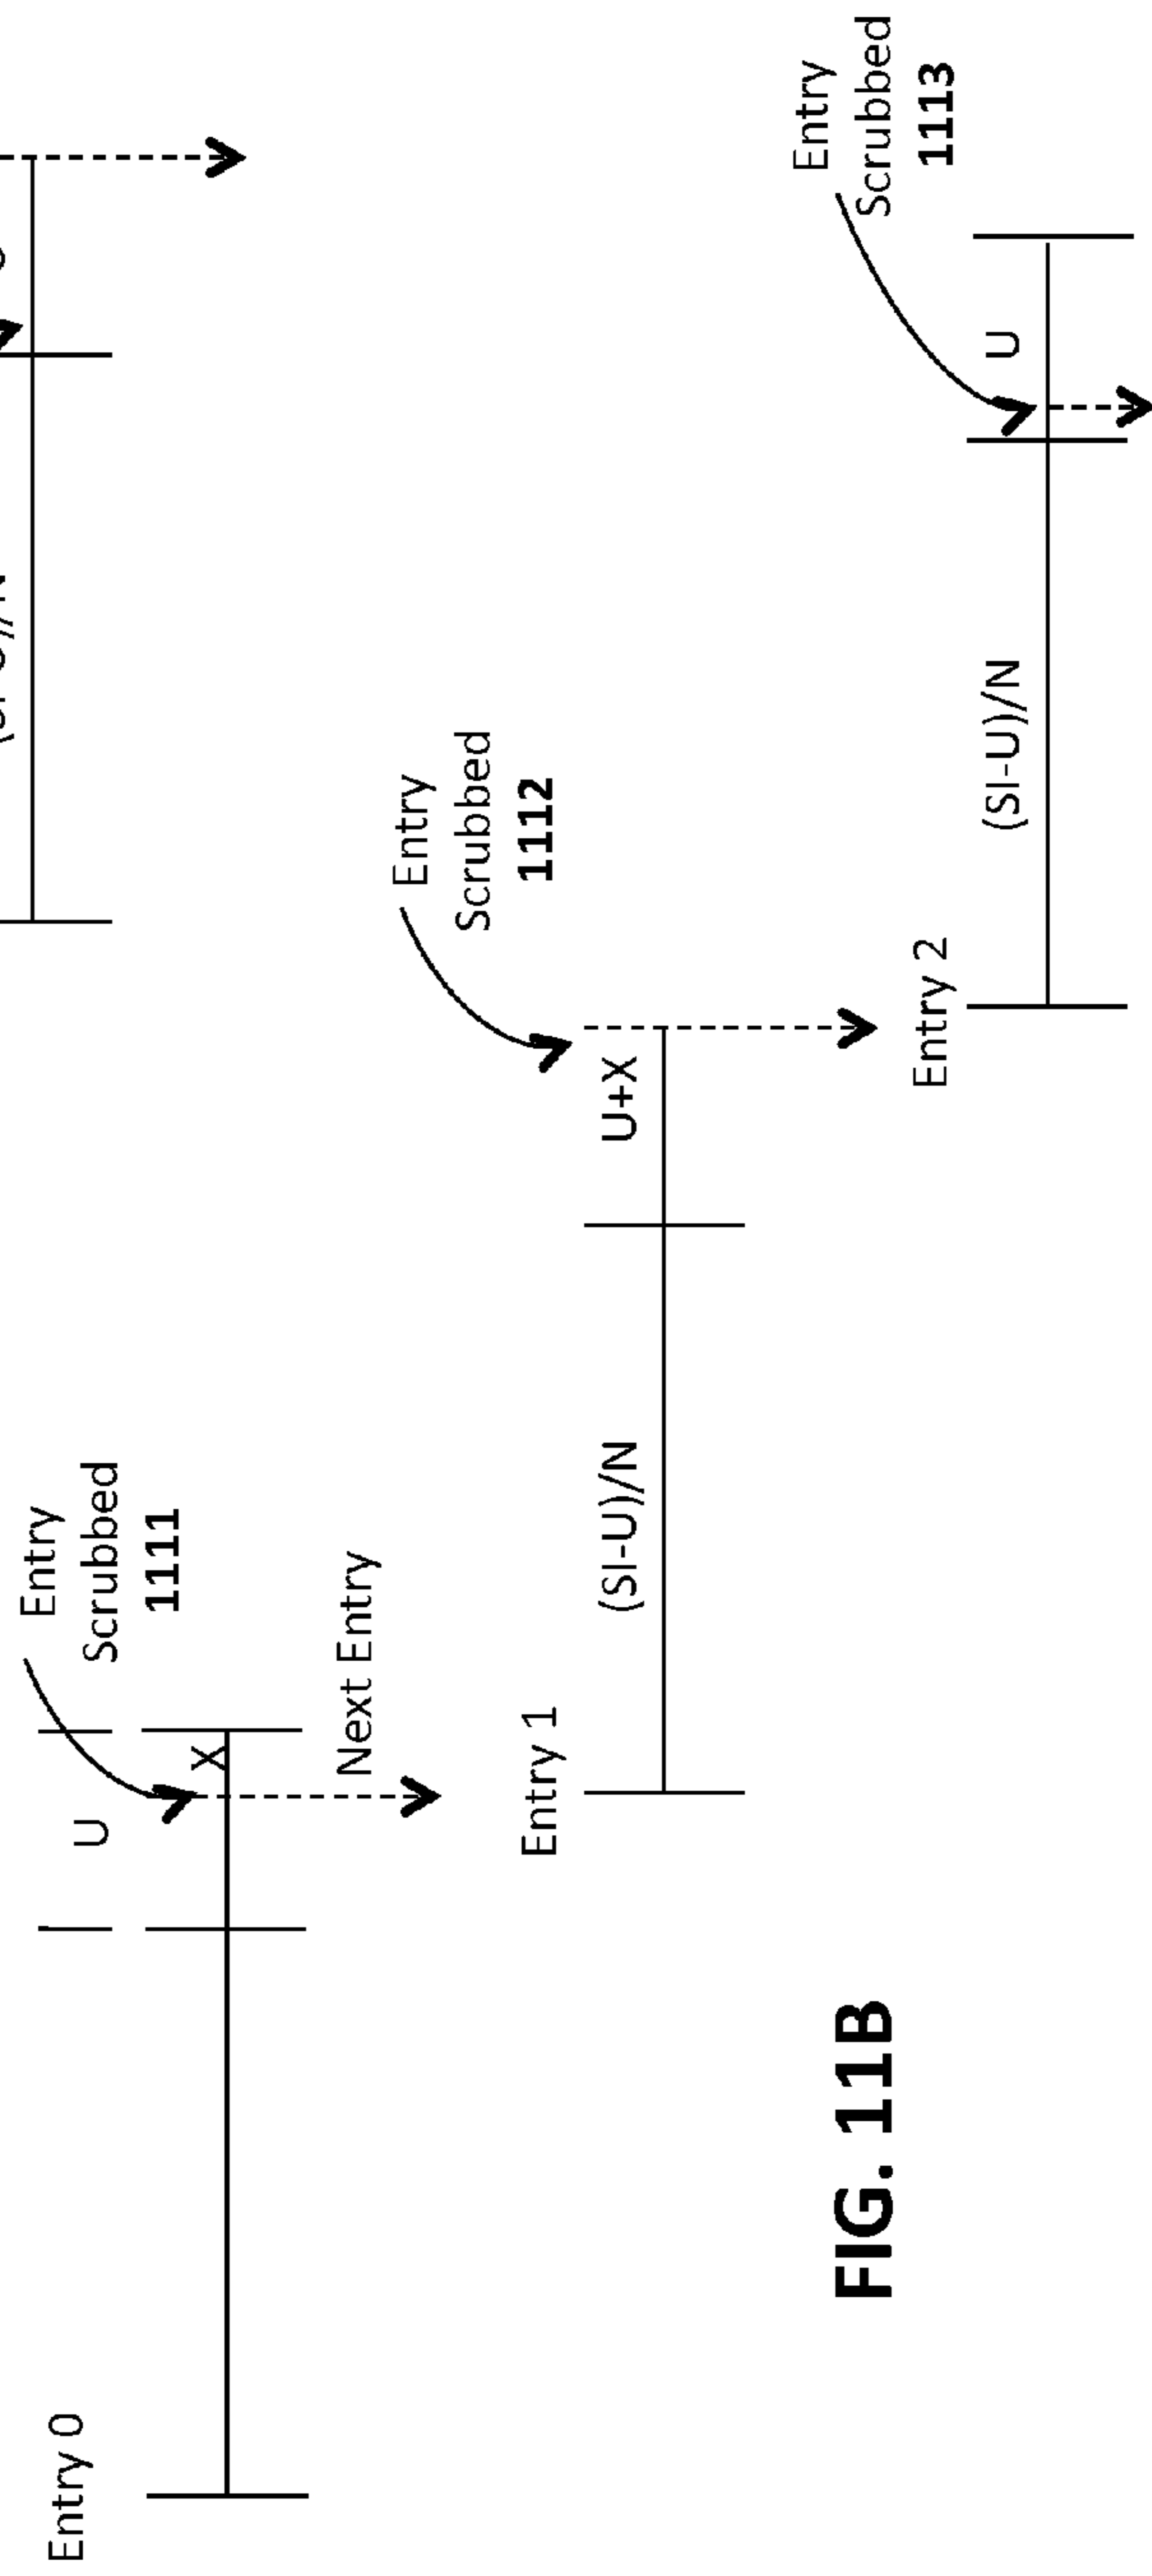 Entry 0
U
Entry
Scrubbed
1111
X
Next Entry
Entry 1
(SI-U)/N
U+X
Entry
Scrubbed
1112
Entry 2
(SI-U)/N
U
Entry
Scrubbed
1113
FIG. 11B